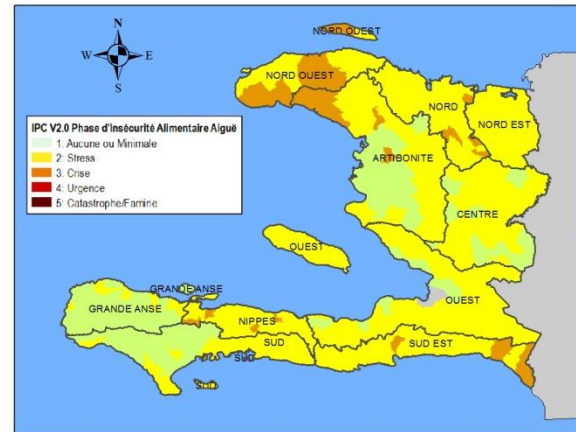 NORD OUEST
N
W E
S
NORD OUEST
NORD
NORD EST
IPC V2.0 Phase d'Insécurité Alimentaire Aiguë
1: Aucune ou Minimale
2: Stress
3: Crise
4: Urgence
5: Catastrophe/Famine
ARTIBONITE
CENTRE
OUEST
GRANDE ANSE
OUEST
GRANDE ANSE
NIPPES
SUD
SUD EST
SUD
SUD